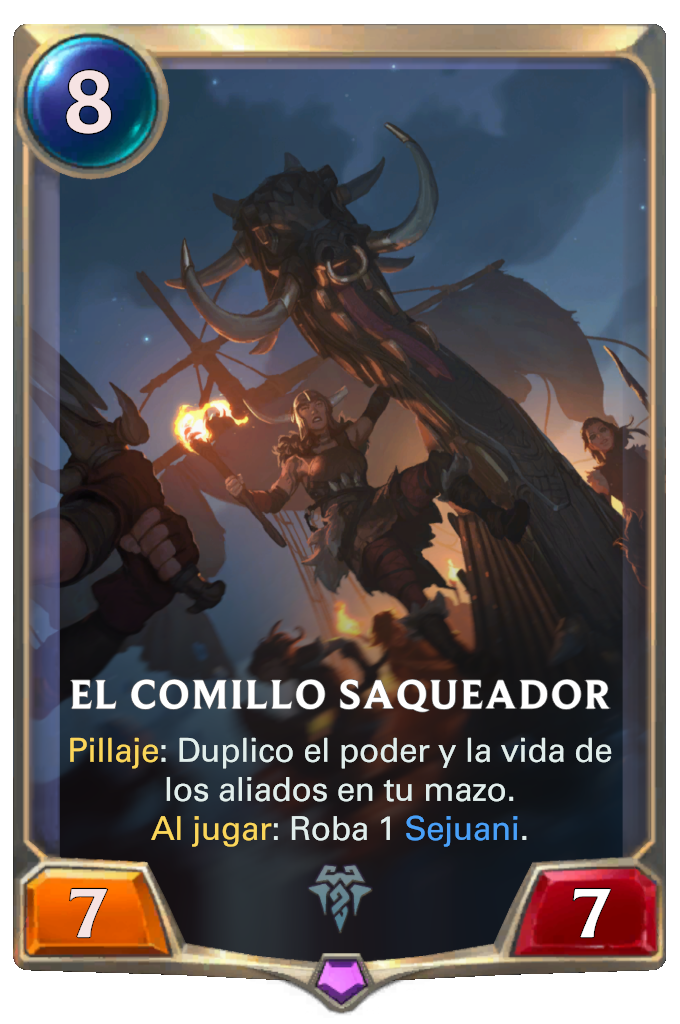 8
EL COMILLO SAQUEADOR
Pillaje: Duplico el poder y la vida de
los aliados en tu mazo.
Al jugar: Roba 1 Sejuani.
7
7